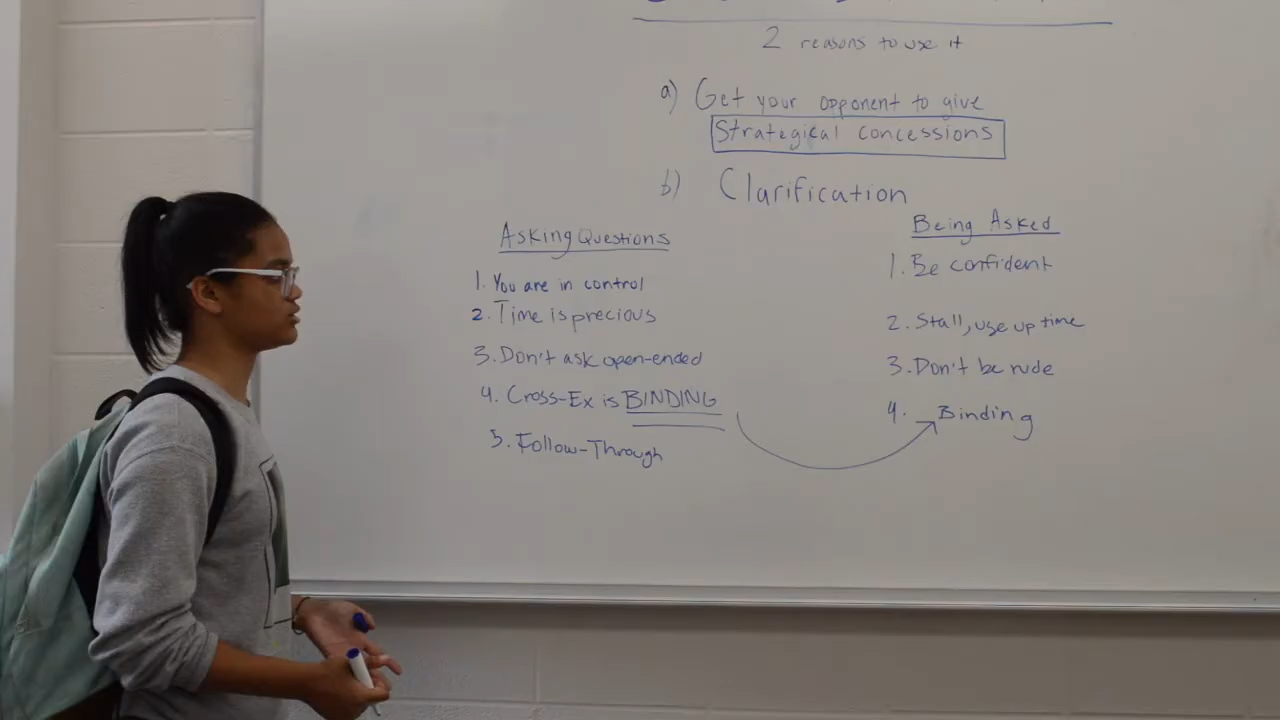 2 reasons to use it
a) Get your opponent to give
Strategical concessions
b) Clarification
Asking Questions
1. You are in control
2. Time is precious
3. Don't ask open-ended
4. Cross-Ex is BINDING
5. Follow-Through
Being Asked
1. Be confident
2. Stall, use up time
3. Don't be rude
4. Binding